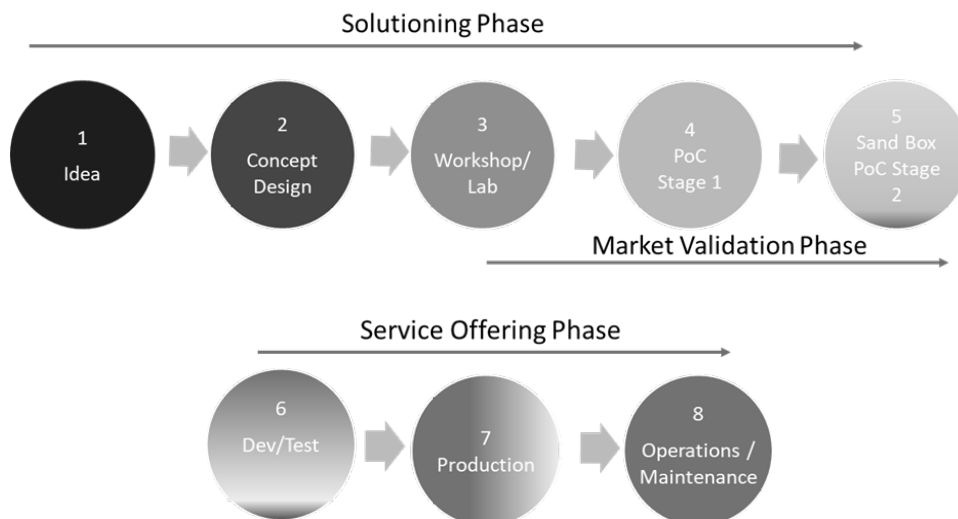 Solutioning Phase
1
Idea
2
Concept
Design
3
Workshop/
Lab
4
PoC
Stage 1
5
Sand Box
PoC Stage
2
Market Validation Phase
Service Offering Phase
6
Dev/Test
7
Production
8
Operations /
Maintenance